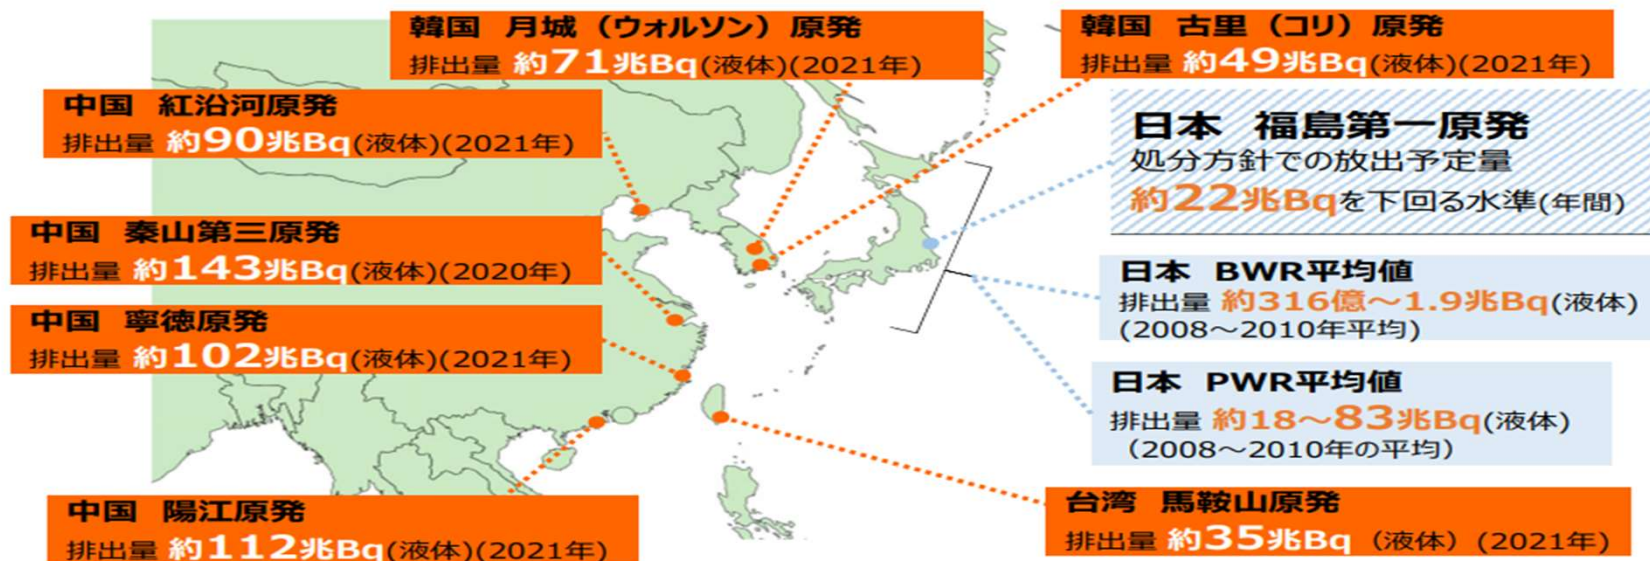 韓国 月城（ウォルソン）原発
排出量 約71兆Bq(液体)(2021年)
韓国 古里（コリ）原発
排出量 約49兆Bq(液体)(2021年)
中国 紅沿河原発
排出量 約90兆Bq(液体)(2021年)
日本 福島第一原発
処分方針での放出予定量
約22兆Bqを下回る水準(年間)
中国 秦山第三原発
排出量 約143兆Bq(液体)(2020年)
日本 BWR平均値
排出量 約316億～1.9兆Bq(液体)
(2008～2010年平均)
中国 寧徳原発
排出量 約102兆Bq(液体)(2021年)
日本 PWR平均値
排出量 約18～83兆Bq(液体)
（2008～2010年の平均）
中国 陽江原発
排出量 約112兆Bq(液体)(2021年)
台湾 馬鞍山原発
排出量 約35兆Bq（液体）(2021年)